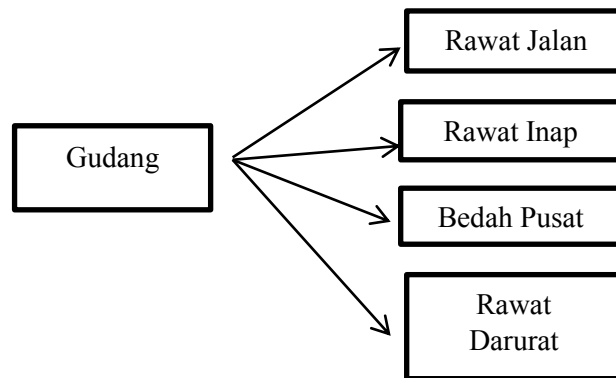 Gudang
Rawat Jalan
Rawat Inap
Bedah Pusat
Rawat
Darurat